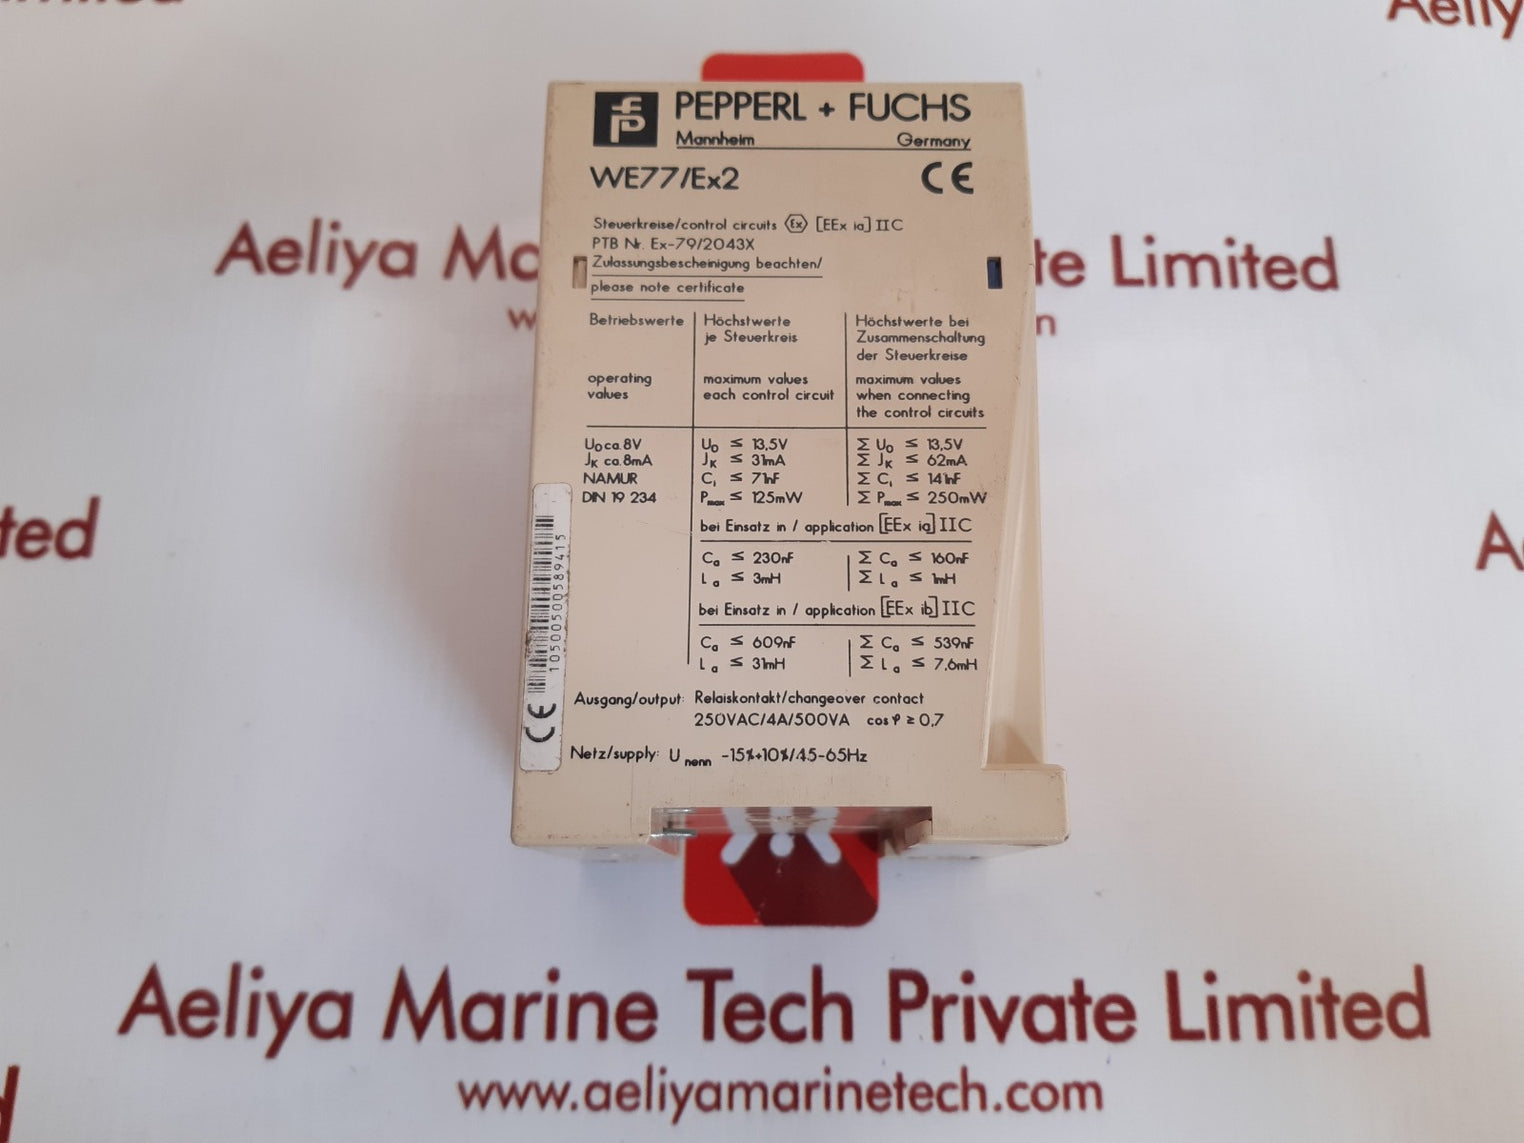 PEPPERL + FUCHS
Mannheim Germany
WE77/Ex2 CE
Steuerkreise/control circuits Ex [EEx ia] IIC
PTB Nr. Ex-79/2043X
Zulassungsbescheinigung beachten/
please note certificate
Betriebswerte Höchstwerte je Steuerkreis Höchstwerte bei Zusammenschaltung der Steuerkreise
operating values maximum values each control circuit maximum values when connecting the control circuits
U₀ ca. 8V U₀ ≤ 13,5V Σ U₀ ≤ 13,5V
Jₖ ca. 8mA Jₖ ≤ 31mA Σ Jₖ ≤ 62mA
NAMUR Cᵢ ≤ 71nF Σ Cᵢ ≤ 141nF
DIN 19 234 Pmax ≤ 125mW Σ Pmax ≤ 250mW
bei Einsatz in / application [EEx ia] IIC
Cₐ ≤ 230nF Σ Cₐ ≤ 160nF
Lₐ ≤ 3mH Σ Lₐ ≤ 1mH
bei Einsatz in / application [EEx ib] IIC
Cₐ ≤ 609nF Σ Cₐ ≤ 539nF
Lₐ ≤ 31mH Σ Lₐ ≤ 7,6mH
Ausgang/output: Relaiskontakt/changeover contact
250VAC/4A/500VA cos φ ≥ 0,7
Netz/supply: U nenn -15%+10%/45-65Hz
CE 1050050058941​5
Aeliya Ma te Limited
ted
Aeliya Marine Tech Private Limited
www.aeliyamarinetech.com